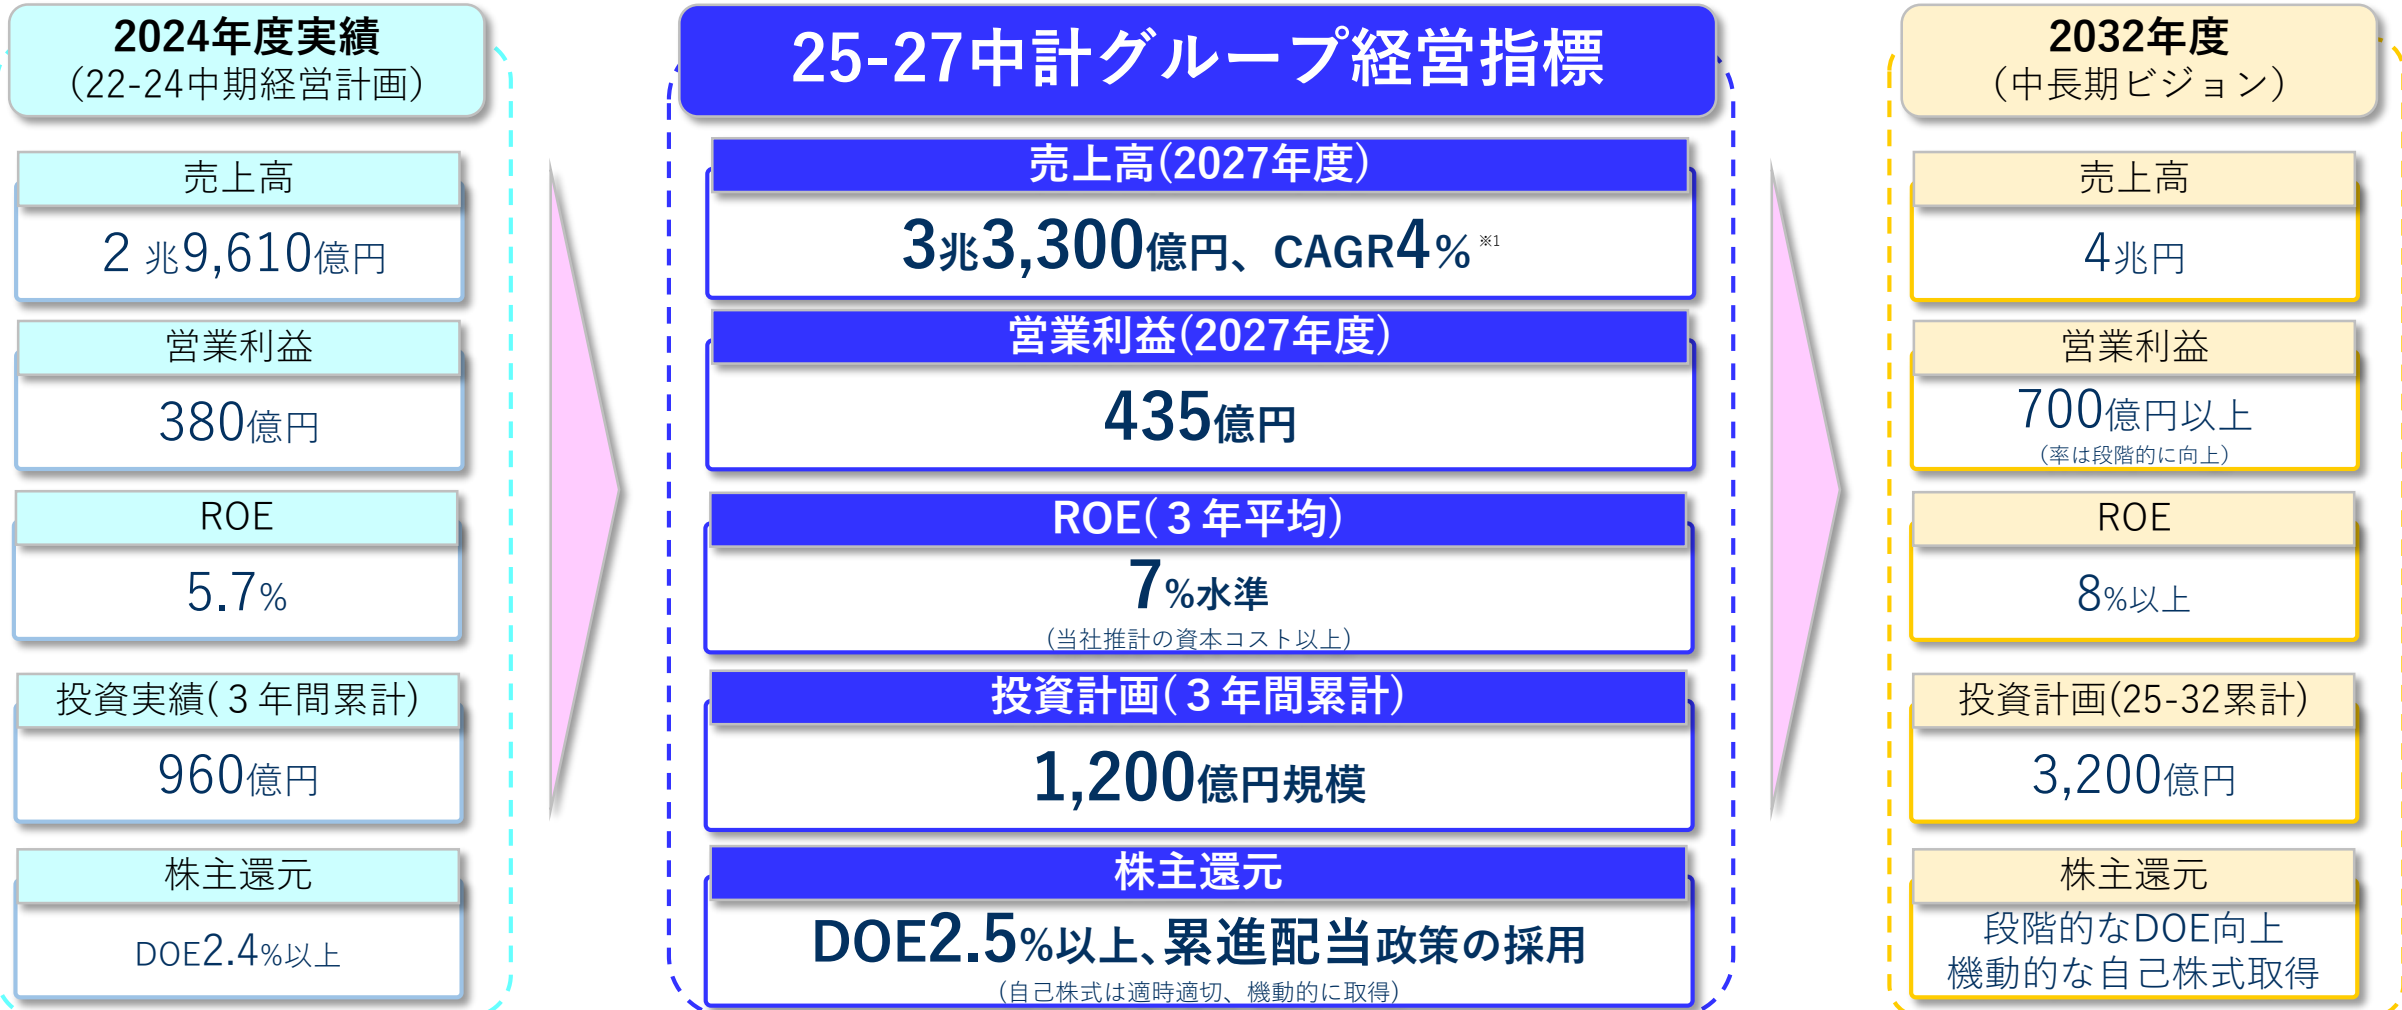 2024年度実績
（22-24中期経営計画）
売上高
2 兆9,610億円
営業利益
380億円
ROE
5.7%
投資実績(３年間累計)
960億円
株主還元
DOE2.4%以上
25-27中計グループ経営指標
売上高(2027年度)
3兆3,300億円、CAGR4% ※1
営業利益(2027年度)
435億円
ROE(３年平均)
7%水準
（当社推計の資本コスト以上）
投資計画(３年間累計)
1,200億円規模
株主還元
DOE2.5%以上、累進配当政策の採用
（自己株式は適時適切、機動的に取得）
2032年度
（中長期ビジョン）
売上高
4兆円
営業利益
700億円以上
（率は段階的に向上）
ROE
8%以上
投資計画(25-32累計)
3,200億円
株主還元
段階的なDOE向上
機動的な自己株式取得